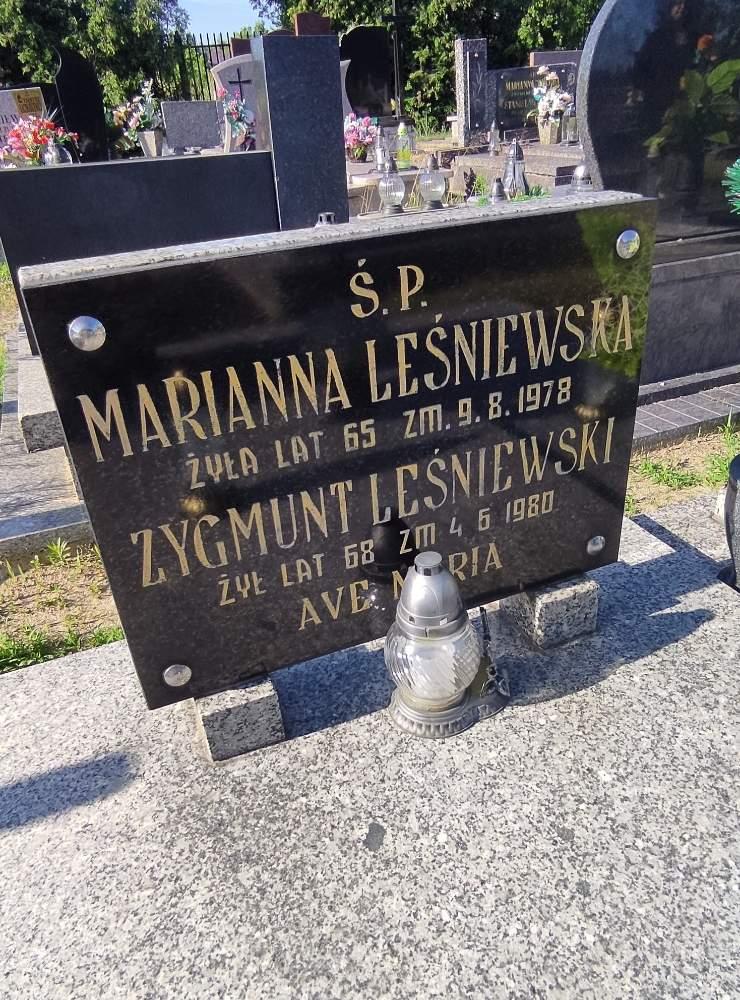 Ś. P.
MARIANNA LEŚNIEWSKA
ŻYŁA LAT 65 ZM. 9. 8. 1978
ZYGMUNT LEŚNIEWSKI
ŻYŁ LAT 68 ZM 4 6 1980
AVE MARIA